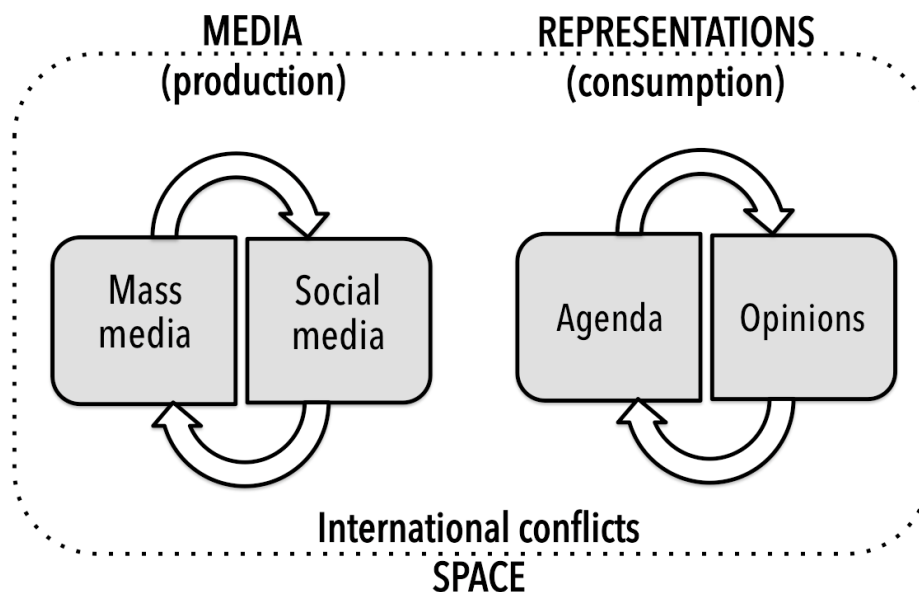 MEDIA
(production)
REPRESENTATIONS
(consumption)
Mass
media
Social
media
Agenda
Opinions
International conflicts
SPACE